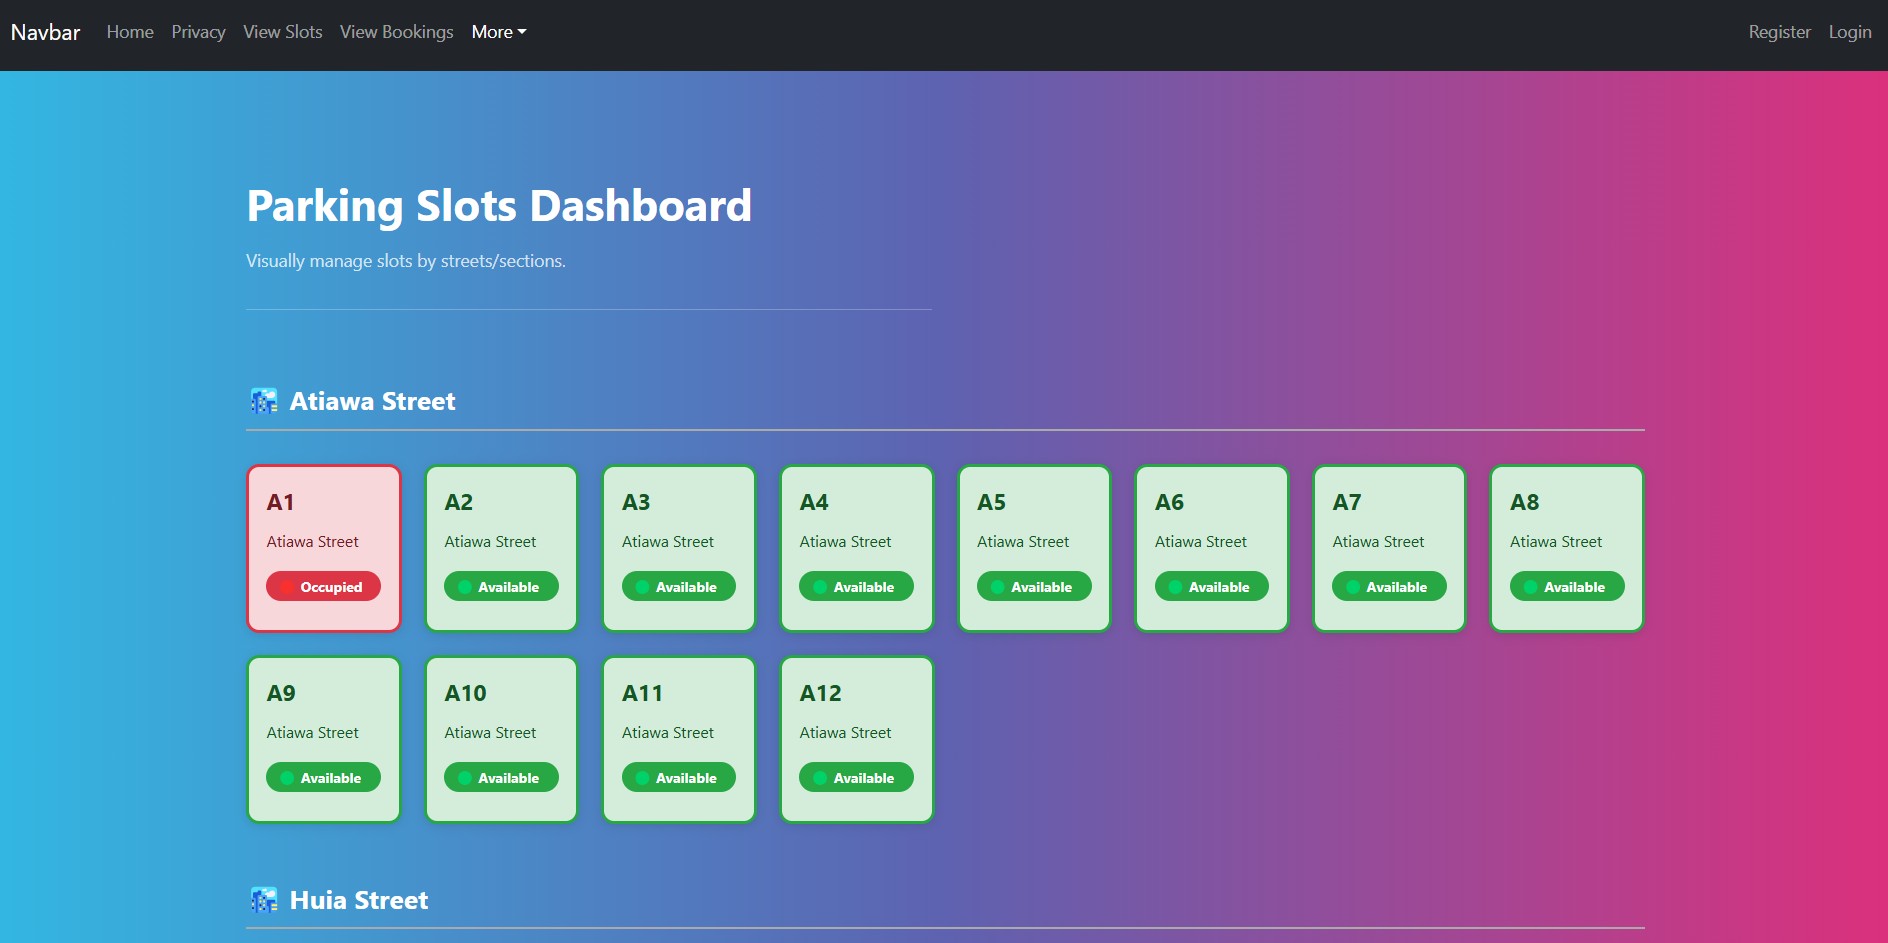 Navbar Home Privacy View Slots View Bookings More Register Login
Parking Slots Dashboard
Visually manage slots by streets/sections.
Atiawa Street
A1 A2 A3 A4 A5 A6 A7 A8
Atiawa Street Atiawa Street Atiawa Street Atiawa Street Atiawa Street Atiawa Street Atiawa Street Atiawa Street
Occupied Available Available Available Available Available Available Available
A9 A10 A11 A12
Atiawa Street Atiawa Street Atiawa Street Atiawa Street
Available Available Available Available
Huia Street